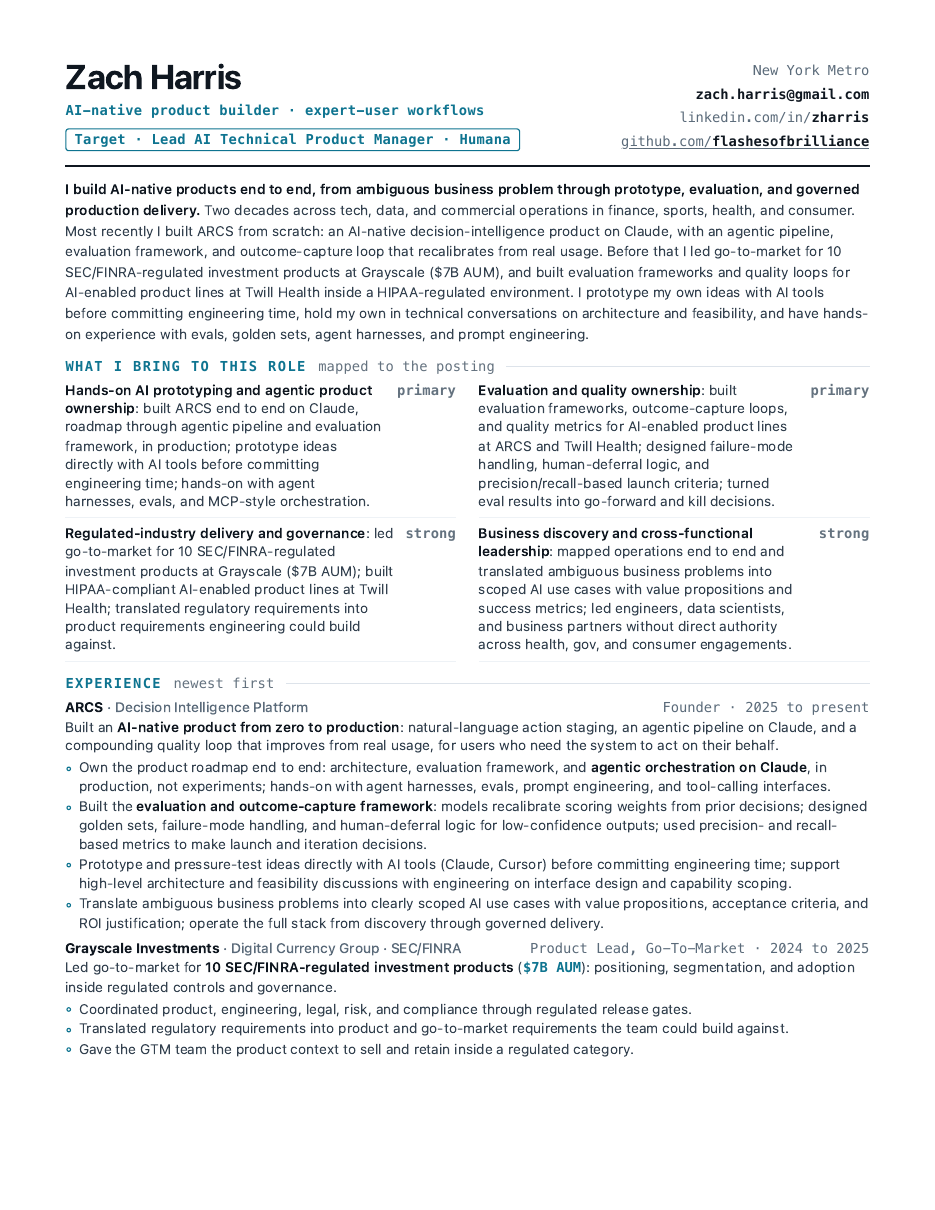 Zach Harris
AI-native product builder · expert-user workflows
Target · Lead AI Technical Product Manager · Humana
New York Metro
zach.harris@gmail.com
linkedin.com/in/zharris
github.com/flashesofbrilliance
I build AI-native products end to end, from ambiguous business problem through prototype, evaluation, and governed
production delivery. Two decades across tech, data, and commercial operations in finance, sports, health, and consumer.
Most recently I built ARCS from scratch: an AI-native decision-intelligence product on Claude, with an agentic pipeline,
evaluation framework, and outcome-capture loop that recalibrates from real usage. Before that I led go-to-market for 10
SEC/FINRA-regulated investment products at Grayscale ($7B AUM), and built evaluation frameworks and quality loops for
AI-enabled product lines at Twill Health inside a HIPAA-regulated environment. I prototype my own ideas with AI tools
before committing engineering time, hold my own in technical conversations on architecture and feasibility, and have hands-
on experience with evals, golden sets, agent harnesses, and prompt engineering.
WHAT I BRING TO THIS ROLE mapped to the posting
Hands-on AI prototyping and agentic product primary
ownership: built ARCS end to end on Claude,
roadmap through agentic pipeline and evaluation
framework, in production; prototype ideas
directly with AI tools before committing
engineering time; hands-on with agent
harnesses, evals, and MCP-style orchestration.
Evaluation and quality ownership: built primary
evaluation frameworks, outcome-capture loops,
and quality metrics for AI-enabled product lines
at ARCS and Twill Health; designed failure-mode
handling, human-deferral logic, and
precision/recall-based launch criteria; turned
eval results into go-forward and kill decisions.
Regulated-industry delivery and governance: led strong
go-to-market for 10 SEC/FINRA-regulated
investment products at Grayscale ($7B AUM); built
HIPAA-compliant AI-enabled product lines at Twill
Health; translated regulatory requirements into
product requirements engineering could build
against.
Business discovery and cross-functional strong
leadership: mapped operations end to end and
translated ambiguous business problems into
scoped AI use cases with value propositions and
success metrics; led engineers, data scientists,
and business partners without direct authority
across health, gov, and consumer engagements.
EXPERIENCE newest first
ARCS · Decision Intelligence Platform Founder · 2025 to present
Built an AI-native product from zero to production: natural-language action staging, an agentic pipeline on Claude, and a
compounding quality loop that improves from real usage, for users who need the system to act on their behalf.
Own the product roadmap end to end: architecture, evaluation framework, and agentic orchestration on Claude, in
production, not experiments; hands-on with agent harnesses, evals, prompt engineering, and tool-calling interfaces.
Built the evaluation and outcome-capture framework: models recalibrate scoring weights from prior decisions; designed
golden sets, failure-mode handling, and human-deferral logic for low-confidence outputs; used precision- and recall-
based metrics to make launch and iteration decisions.
Prototype and pressure-test ideas directly with AI tools (Claude, Cursor) before committing engineering time; support
high-level architecture and feasibility discussions with engineering on interface design and capability scoping.
Translate ambiguous business problems into clearly scoped AI use cases with value propositions, acceptance criteria, and
ROI justification; operate the full stack from discovery through governed delivery.
Grayscale Investments · Digital Currency Group · SEC/FINRA Product Lead, Go-To-Market · 2024 to 2025
Led go-to-market for 10 SEC/FINRA-regulated investment products ($7B AUM): positioning, segmentation, and adoption
inside regulated controls and governance.
Coordinated product, engineering, legal, risk, and compliance through regulated release gates.
Translated regulatory requirements into product and go-to-market requirements the team could build against.
Gave the GTM team the product context to sell and retain inside a regulated category.